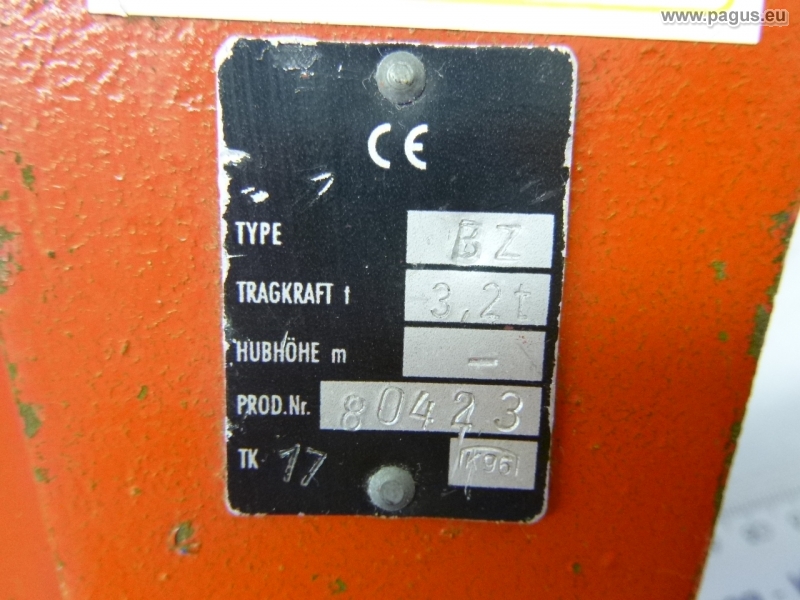 www.pagus.eu
CE
TYPE BZ
TRAGKRAFT t 3,2t
HUBHÖHE m -
PROD.Nr. 80423
TK 17 K96